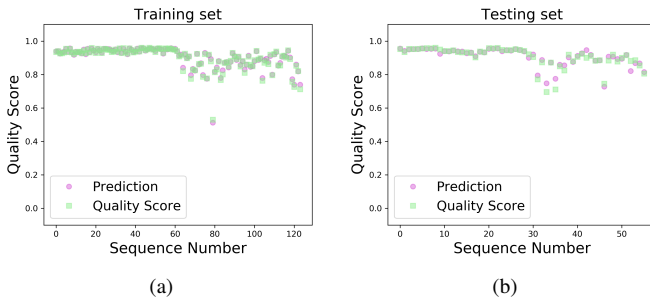 Training set
Quality Score
1.0
0.8
0.6
0.4
0.2
0.0
Prediction
Quality Score
0 20 40 60 80 100 120
Sequence Number
(a)
Testing set
Quality Score
1.0
0.8
0.6
0.4
0.2
0.0
Prediction
Quality Score
0 10 20 30 40 50
Sequence Number
(b)